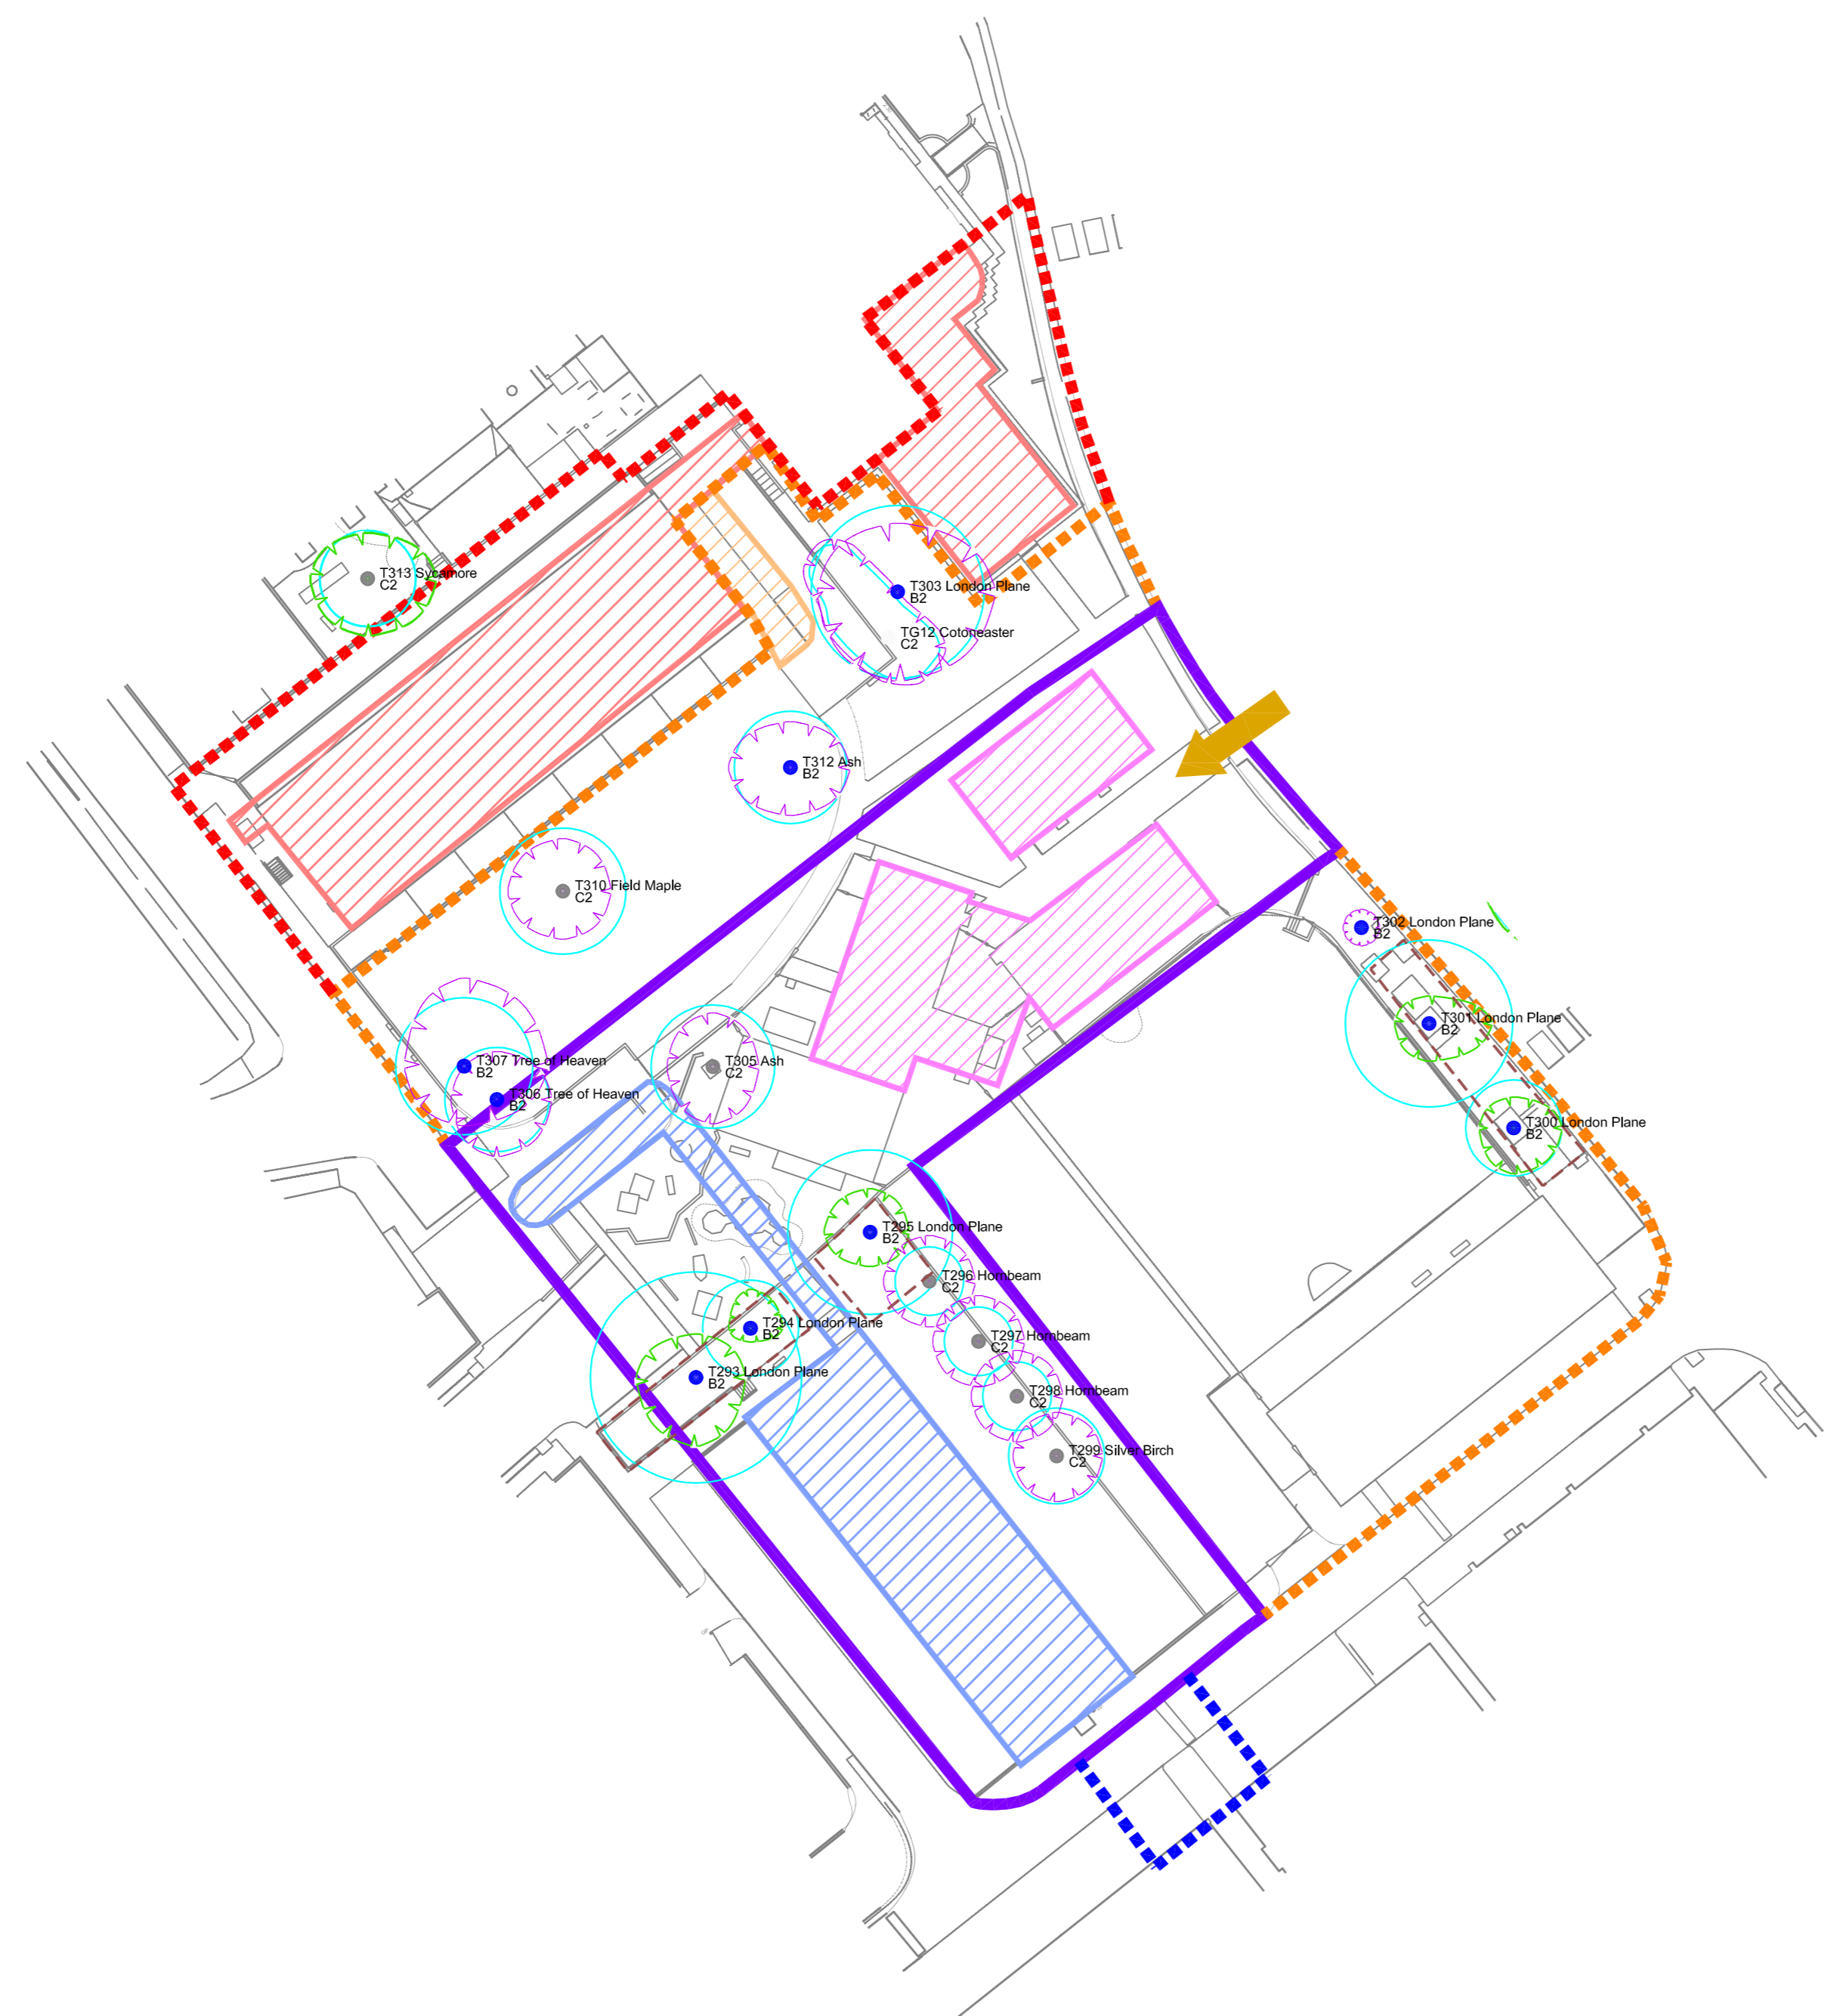 T313 Sycamore
C2
T303 London Plane
B2
TG12 Cotoneaster
C2
T312 Ash
B2
T310 Field Maple
C2
T302 London Plane
B2
T301 London Plane
B2
T307 Tree of Heaven
B2
T305 Ash
C2
T306 Tree of Heaven
B2
T300 London Plane
B2
T295 London Plane
B2
T296 Hornbeam
C2
T294 London Plane
B2
T297 Hornbeam
C2
T293 London Plane
B2
T298 Hornbeam
C2
T299 Silver Birch
C2